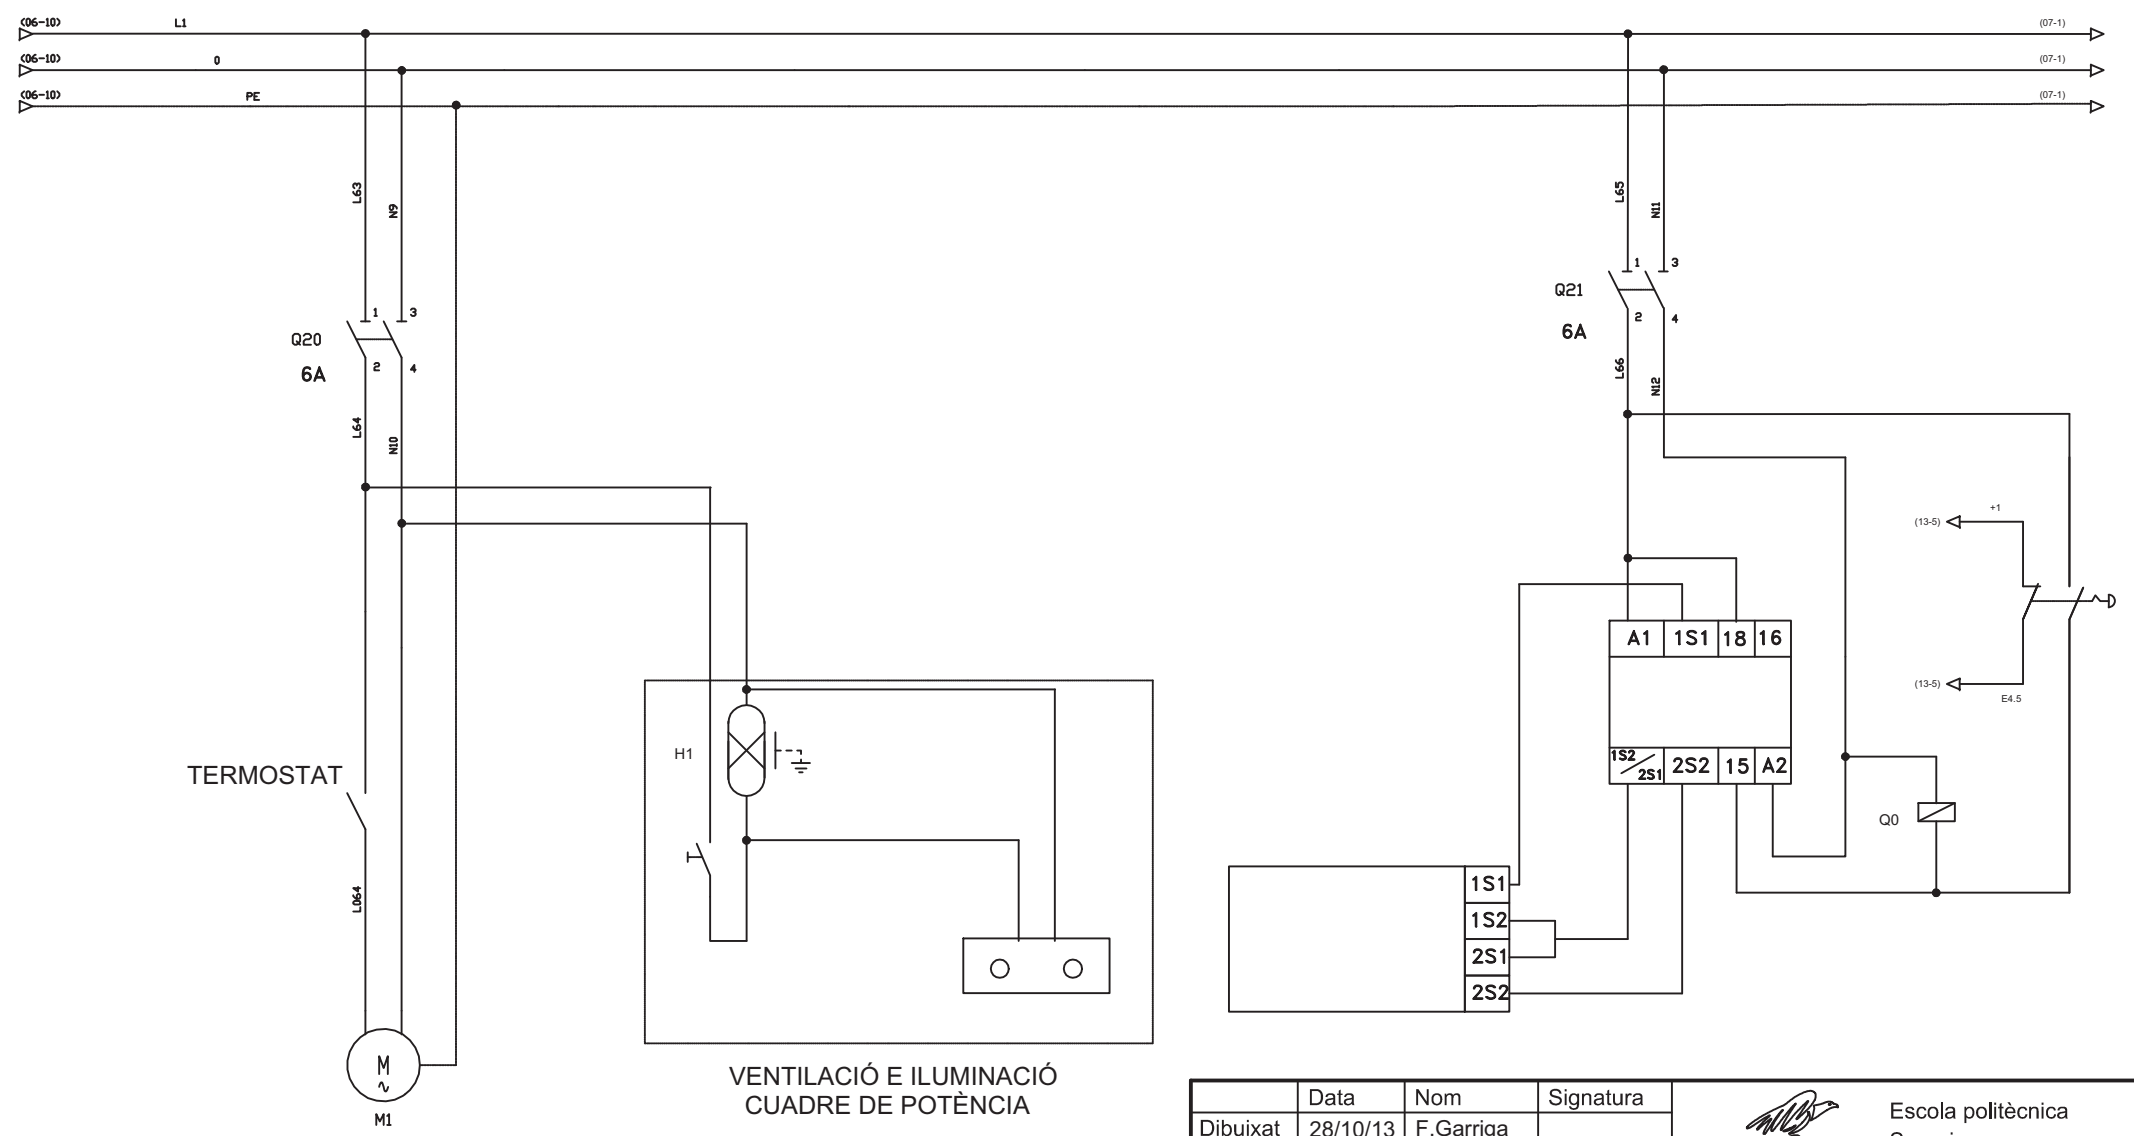 (06-10) L1 (07-1)
(06-10) 0 (07-1)
(06-10) PE (07-1)
L63 N9 L65 N11
1 3
Q21
2 4
6A
1 3
Q20
2 4
6A
L66 N12
L64 N10
(13-5) +1
A1 1S1 18 16
(13-5) E4.5
1S2 2S1 2S2 15 A2
H1
TERMOSTAT
Q0
L064
1S1
1S2
2S1
2S2
M
M1
VENTILACIÓ E ILUMINACIÓ
CUADRE DE POTÈNCIA
Data Nom Signatura
Dibuixat 28/10/13 F.Garriga
Escola politècnica